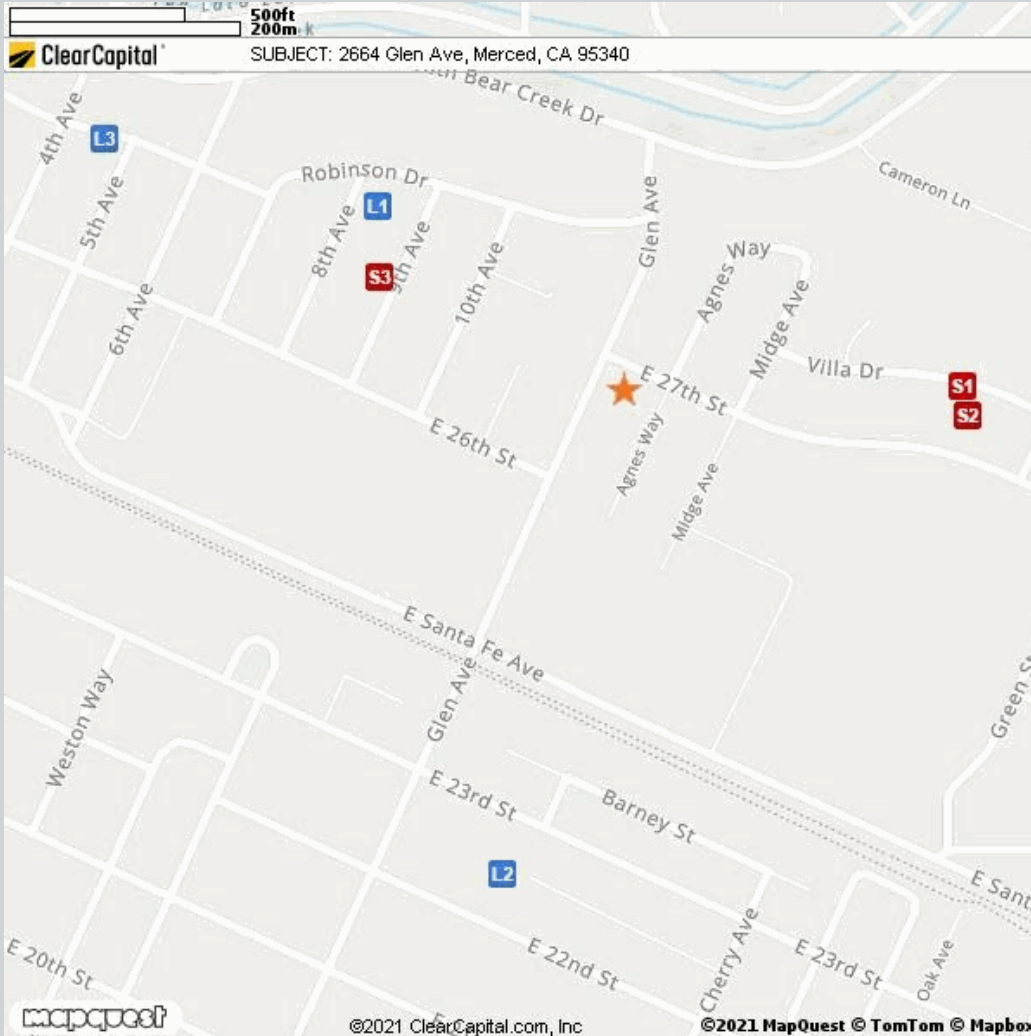 500ft
200m
ClearCapital
SUBJECT: 2664 Glen Ave, Merced, CA 95340
Bear Creek Dr
4th Ave
L3
Robinson Dr
Cameron Ln
5th Ave
L1
8th Ave
9th Ave
Glen Ave
Agnes Way
S3
10th Ave
Midge Ave
6th Ave
Villa Dr
S1
E 27th St
S2
E 26th St
Agnes Way
Midge Ave
E Santa Fe Ave
Weston Way
Glen Ave
Green St
E 23rd St
Barney St
L2
E Sant
E 22nd St
Cherry Ave
E 23rd St
Oak Ave
E 20th St
mapquest
©2021 ClearCapital.com, Inc
©2021 MapQuest © TomTom © Mapbox